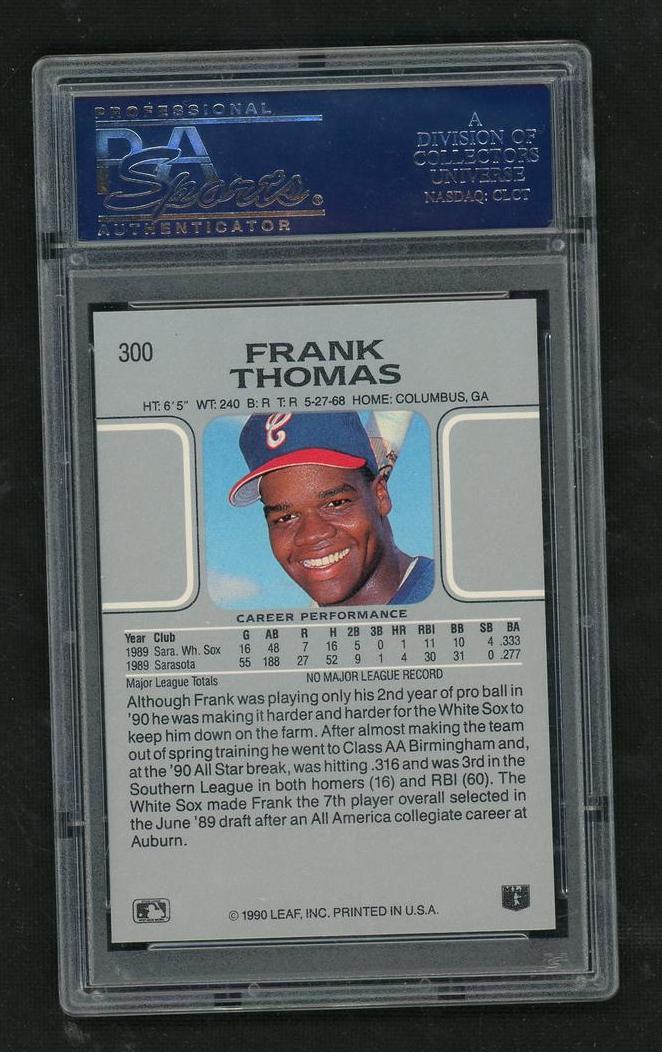 PROFESSIONAL
PSA
Sports®
AUTHENTICATOR
A
DIVISION OF
COLLECTORS
UNIVERSE
NASDAQ: CLCT
300
FRANK
THOMAS
HT: 6'5" WT: 240 B: R T: R 5-27-68 HOME: COLUMBUS, GA
C
CAREER PERFORMANCE
Year Club G AB R H 2B 3B HR RBI BB SB BA
1989 Sara. Wh. Sox 16 48 7 16 5 0 1 11 10 4 .333
1989 Sarasota 55 188 27 52 9 1 4 30 31 0 .277
Major League Totals NO MAJOR LEAGUE RECORD
Although Frank was playing only his 2nd year of pro ball in
'90 he was making it harder and harder for the White Sox to
keep him down on the farm. After almost making the team
out of spring training he went to Class AA Birmingham and,
at the '90 All Star break, was hitting .316 and was 3rd in the
Southern League in both homers (16) and RBI (60). The
White Sox made Frank the 7th player overall selected in
the June '89 draft after an All America collegiate career at
Auburn.
© 1990 LEAF, INC. PRINTED IN U.S.A.